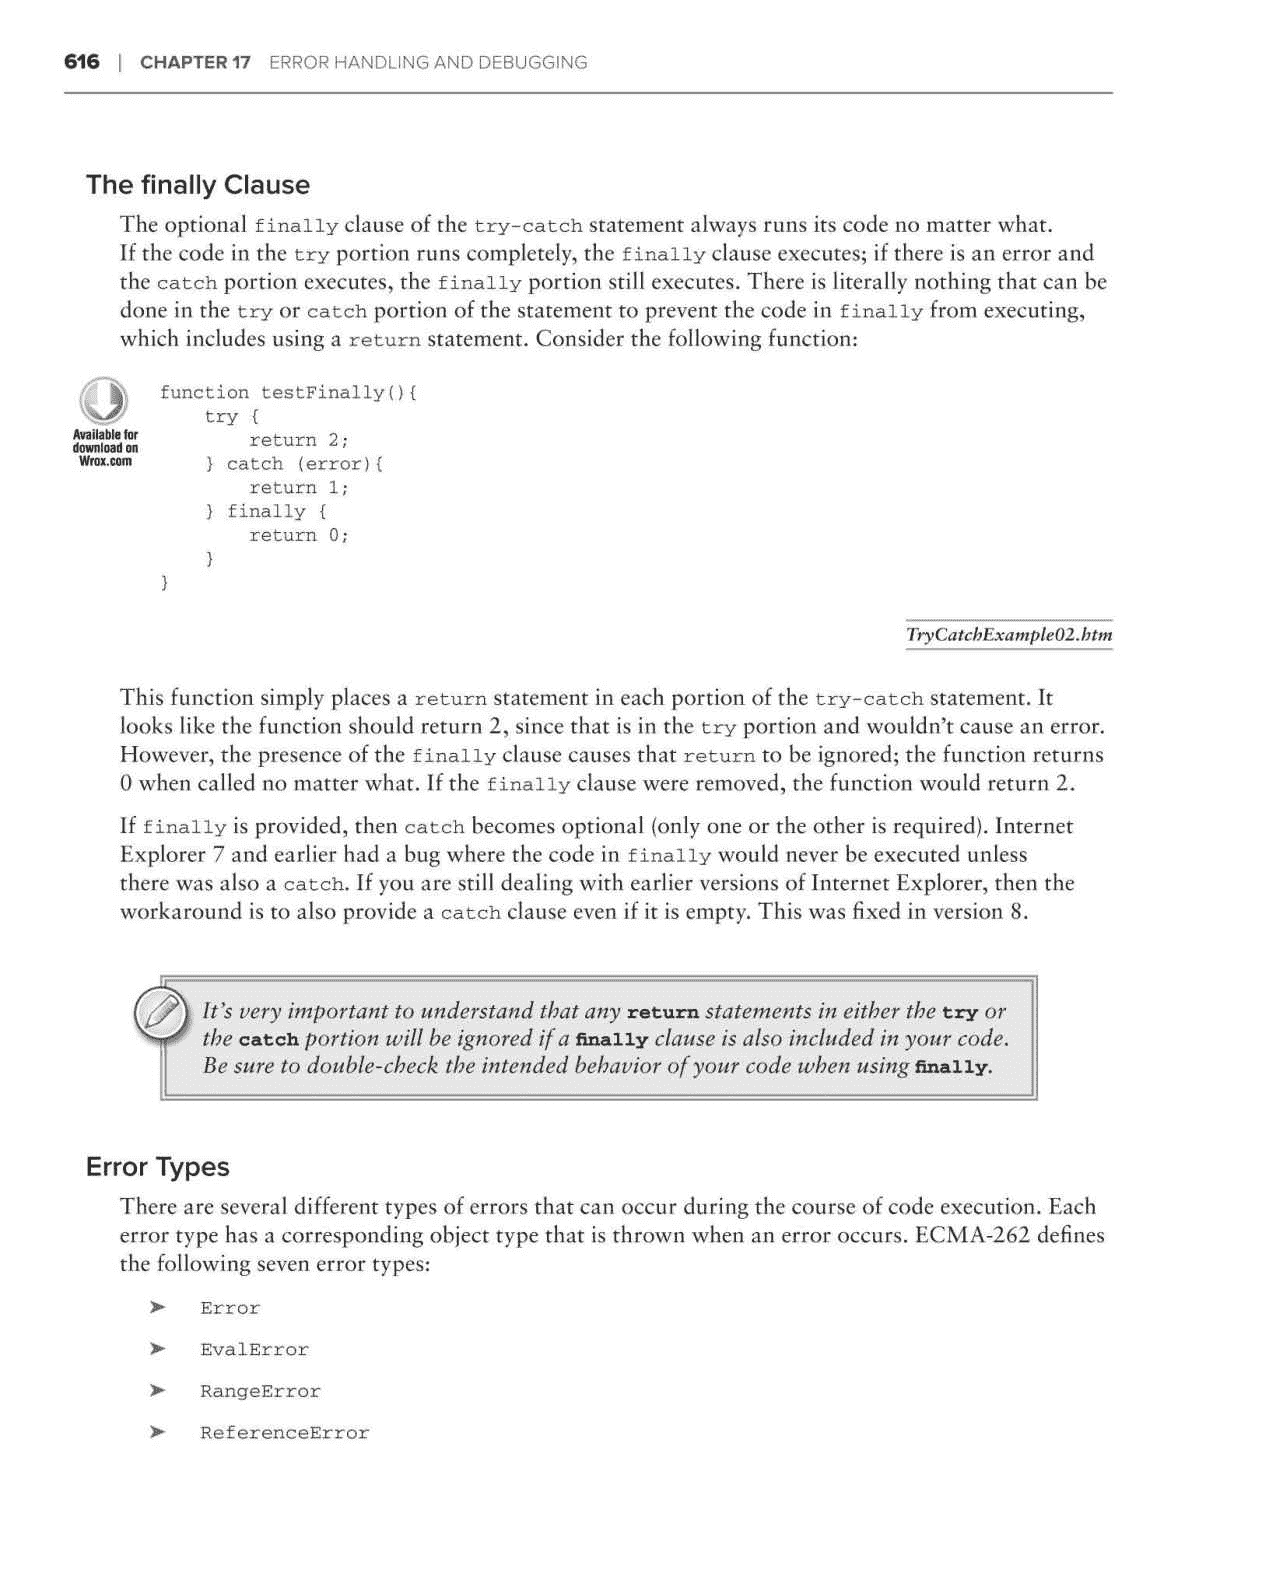 616 | CHAPTER 17 ERROR HANDLING AND DEBUGGING
The finally Clause
The optional finally clause of the try-catch statement always runs its code no matter what.
If the code in the try portion runs completely, the finally clause executes; if there is an error and
the catch portion executes, the finally portion still executes. There is literally nothing that can be
done in the try or catch portion of the statement to prevent the code in finally from executing,
which includes using a return statement. Consider the following function:
Available for
download on
Wrox.com
function testFinally(){
    try {
        return 2;
    } catch (error){
        return 1;
    } finally {
        return 0;
    }
}
TryCatchExample02.htm
This function simply places a return statement in each portion of the try-catch statement. It
looks like the function should return 2, since that is in the try portion and wouldn't cause an error.
However, the presence of the finally clause causes that return to be ignored; the function returns
0 when called no matter what. If the finally clause were removed, the function would return 2.
If finally is provided, then catch becomes optional (only one or the other is required). Internet
Explorer 7 and earlier had a bug where the code in finally would never be executed unless
there was also a catch. If you are still dealing with earlier versions of Internet Explorer, then the
workaround is to also provide a catch clause even if it is empty. This was fixed in version 8.
It's very important to understand that any return statements in either the try or
the catch portion will be ignored if a finally clause is also included in your code.
Be sure to double-check the intended behavior of your code when using finally.
Error Types
There are several different types of errors that can occur during the course of code execution. Each
error type has a corresponding object type that is thrown when an error occurs. ECMA-262 defines
the following seven error types:
➤ Error
➤ EvalError
➤ RangeError
➤ ReferenceError